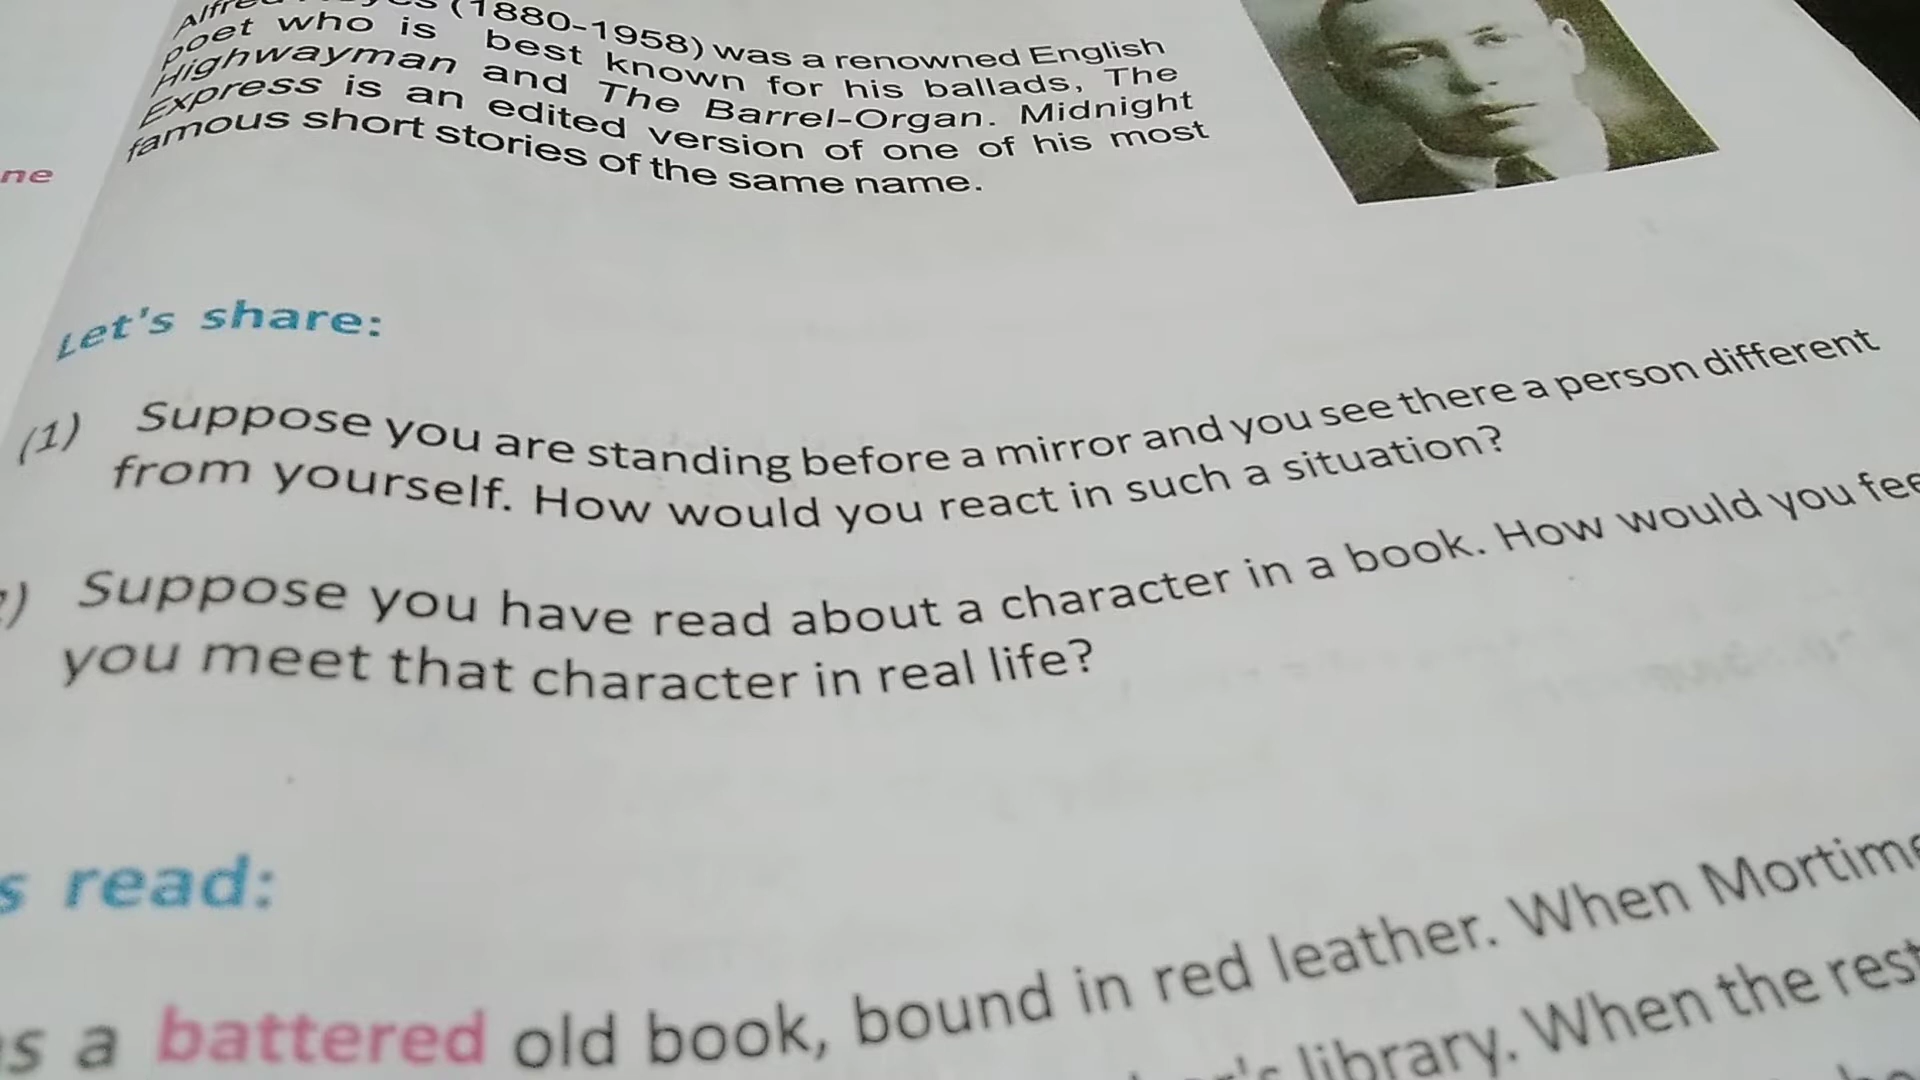 (1880-1958) was a renowned English
poet who is best known for his ballads, The
Highwayman and The Barrel-Organ. Midnight
Express is an edited version of one of his most
famous short stories of the same name.
ne
Let's share:
(1) Suppose you are standing before a mirror and you see there a person different
from yourself. How would you react in such a situation?
) Suppose you have read about a character in a book. How would you fee
you meet that character in real life?
s read:
s a battered old book, bound in red leather. When Mortim
library. When the rest